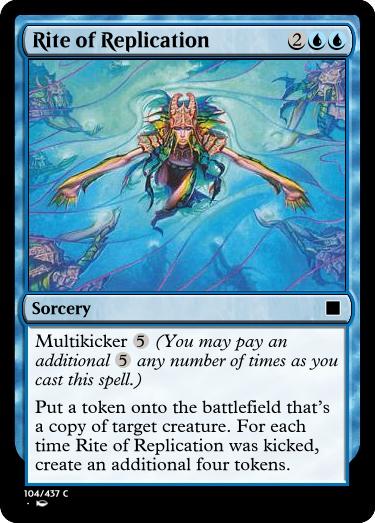 Rite of Replication 2
Sorcery
Multikicker 5 (You may pay an
additional 5 any number of times as you
cast this spell.)
Put a token onto the battlefield that's
a copy of target creature. For each
time Rite of Replication was kicked,
create an additional four tokens.
104/437 C